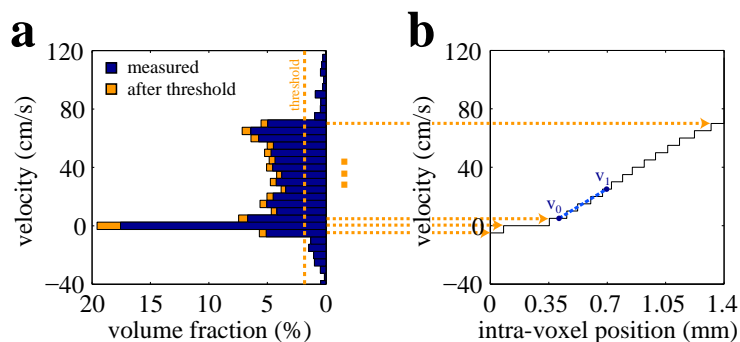 a
b
120
80
40
0
−40
velocity (cm/s)
measured
after threshold
threshold
20
15
10
5
0
volume fraction (%)
120
80
40
0
−40
velocity (cm/s)
v0
v1
0
0.35
0.7
1.05
1.4
intra-voxel position (mm)